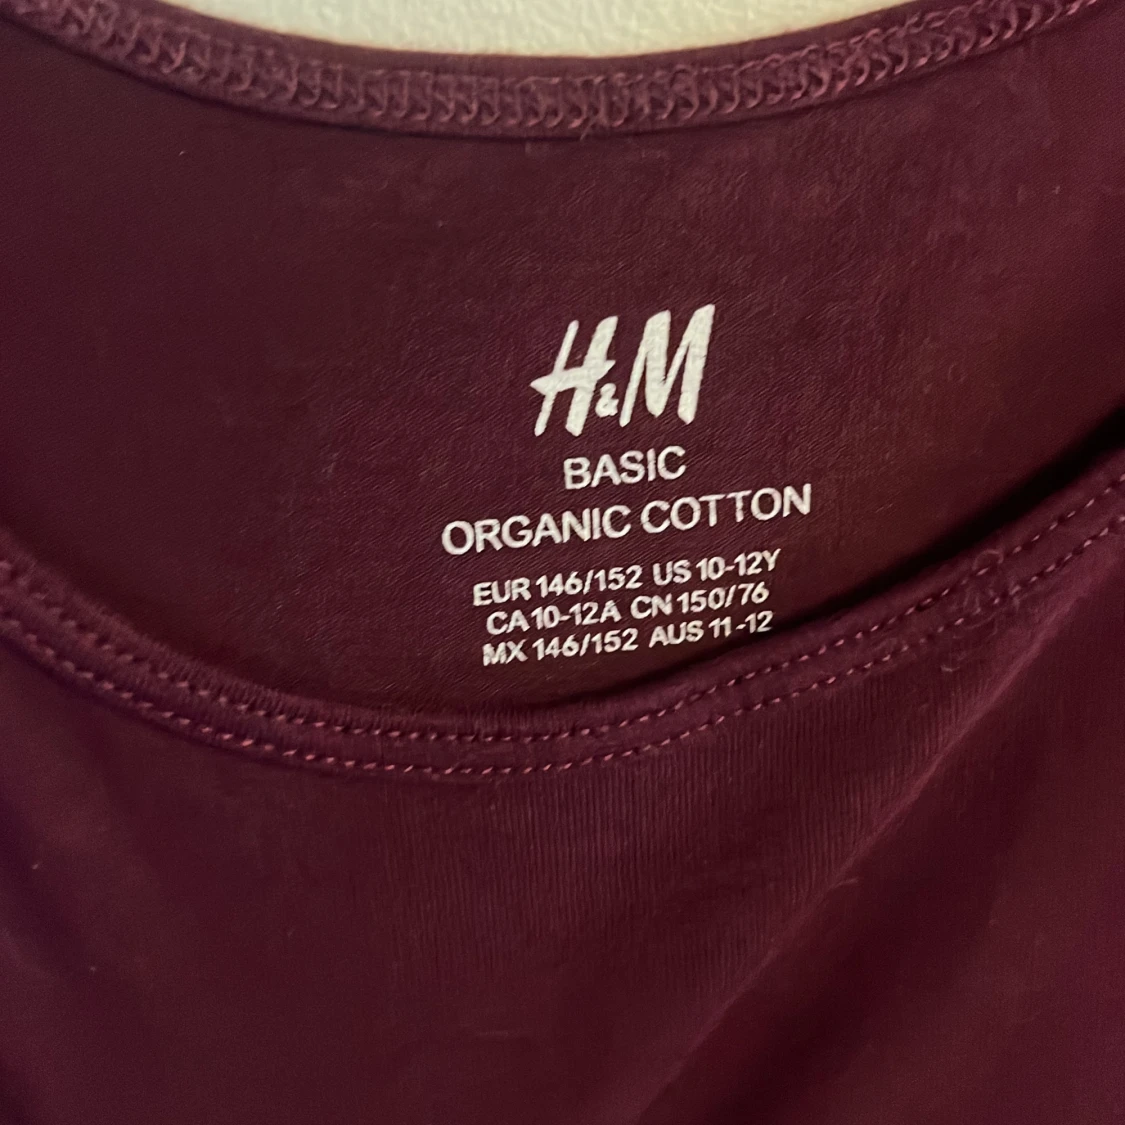 H&M
BASIC
ORGANIC COTTON
EUR 146/152 US 10-12Y
CA 10-12A CN 150/76
MX 146/152 AUS 11-12